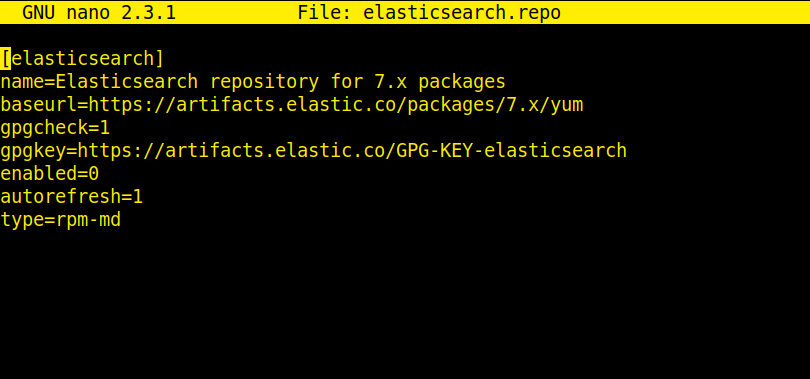 GNU nano 2.3.1 File: elasticsearch.repo
[elasticsearch]
name=Elasticsearch repository for 7.x packages
baseurl=https://artifacts.elastic.co/packages/7.x/yum
gpgcheck=1
gpgkey=https://artifacts.elastic.co/GPG-KEY-elasticsearch
enabled=0
autorefresh=1
type=rpm-md